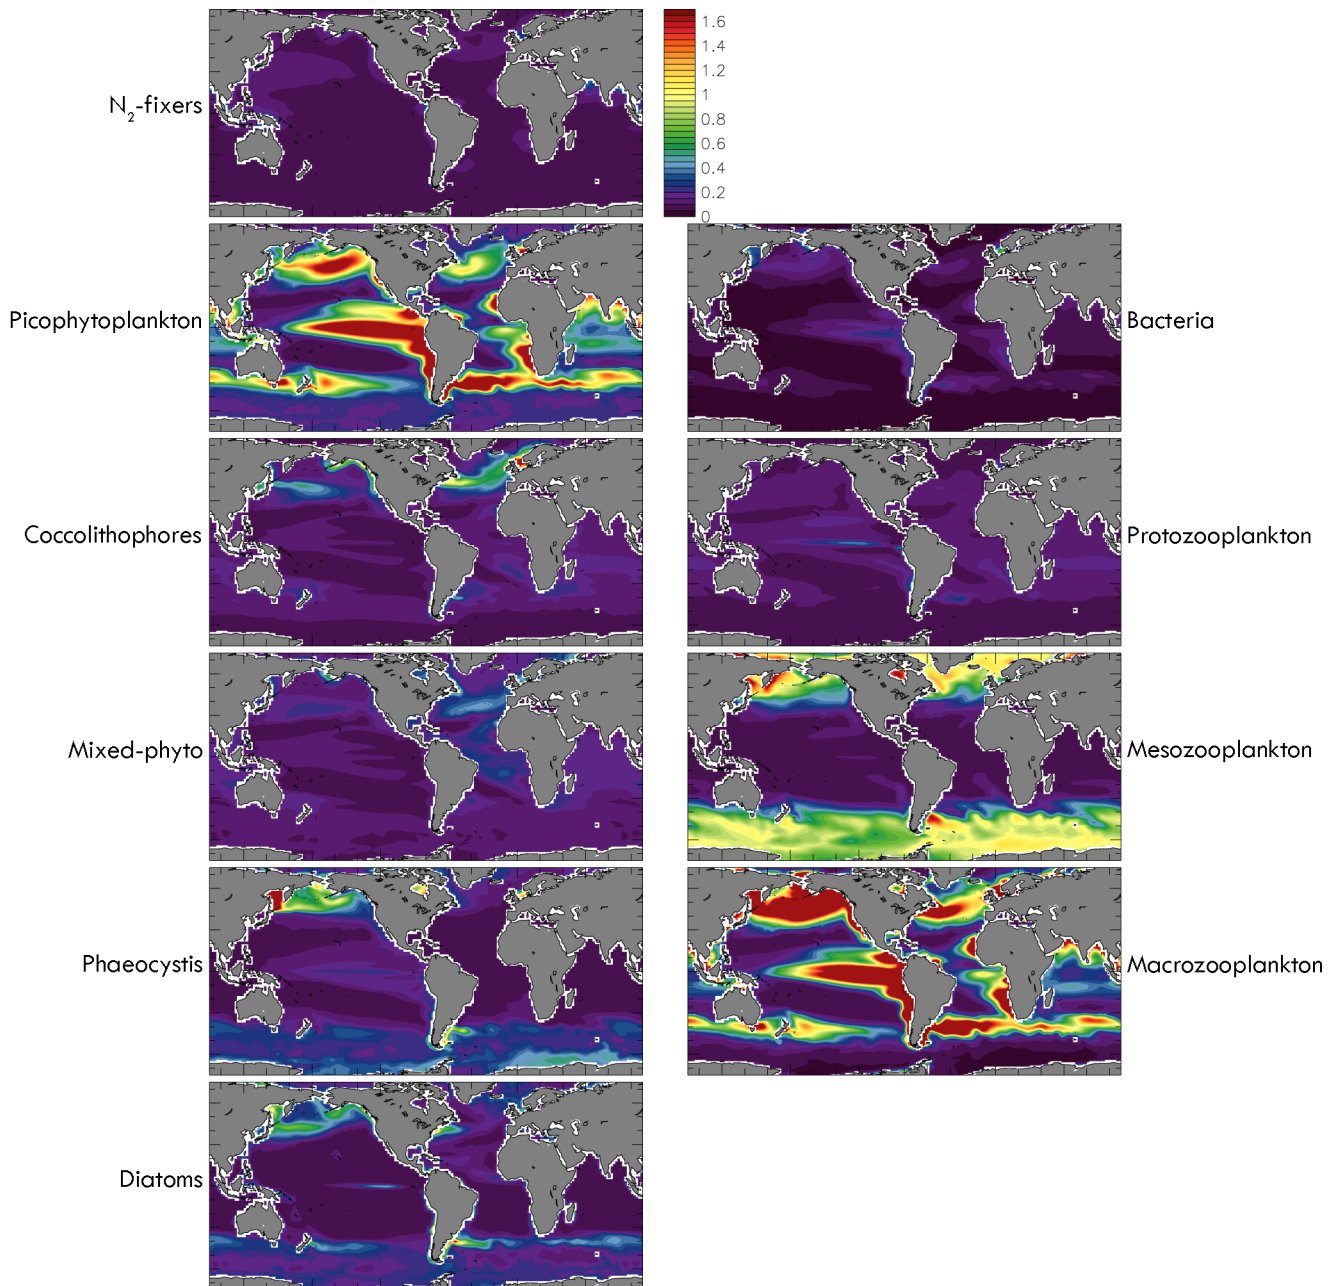 N₂-fixers
1.6
1.4
1.2
1
0.8
0.6
0.4
0.2
0
Picophytoplankton
Bacteria
Coccolithophores
Protozooplankton
Mixed-phyto
Mesozooplankton
Phaeocystis
Macrozooplankton
Diatoms